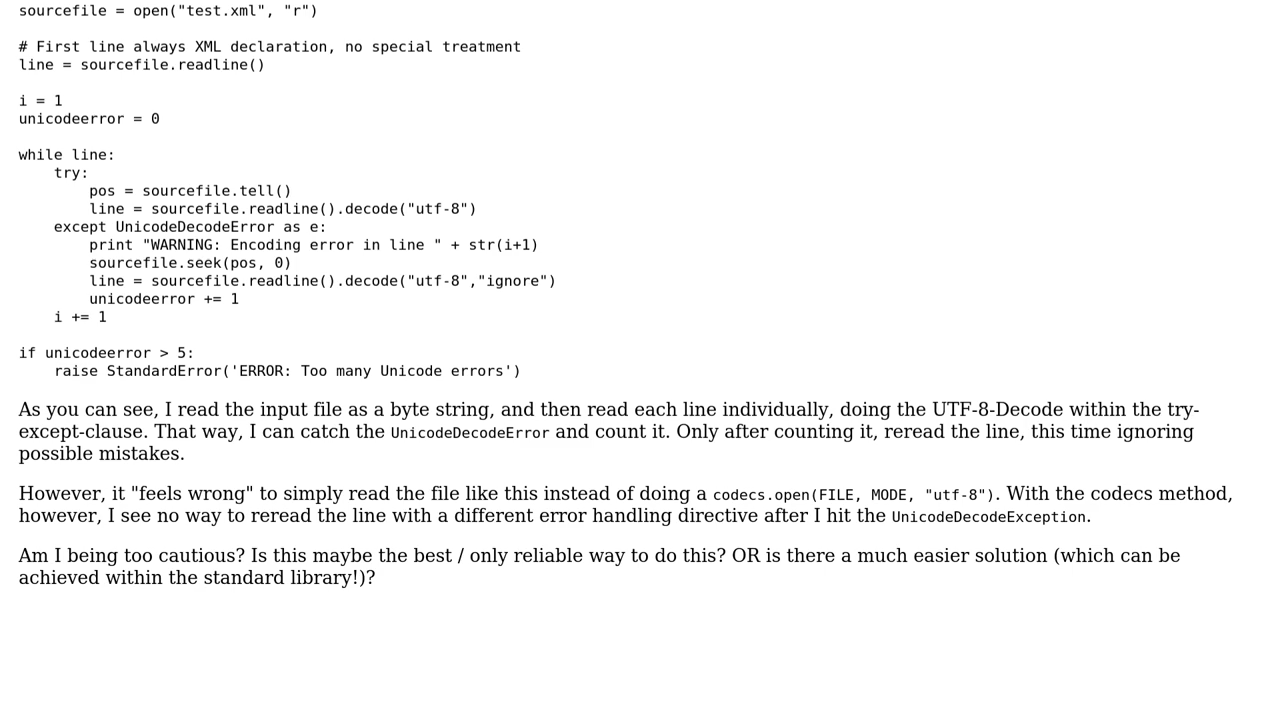 sourcefile = open("test.xml", "r")

# First line always XML declaration, no special treatment
line = sourcefile.readline()

i = 1
unicodeerror = 0

while line:
    try:
        pos = sourcefile.tell()
        line = sourcefile.readline().decode("utf-8")
    except UnicodeDecodeError as e:
        print "WARNING: Encoding error in line " + str(i+1)
        sourcefile.seek(pos, 0)
        line = sourcefile.readline().decode("utf-8","ignore")
        unicodeerror += 1
    i += 1

if unicodeerror > 5:
    raise StandardError('ERROR: Too many Unicode errors')

As you can see, I read the input file as a byte string, and then read each line individually, doing the UTF-8-Decode within the try-
except-clause. That way, I can catch the UnicodeDecodeError and count it. Only after counting it, reread the line, this time ignoring
possible mistakes.

However, it "feels wrong" to simply read the file like this instead of doing a codecs.open(FILE, MODE, "utf-8"). With the codecs method,
however, I see no way to reread the line with a different error handling directive after I hit the UnicodeDecodeException.

Am I being too cautious? Is this maybe the best / only reliable way to do this? OR is there a much easier solution (which can be
achieved within the standard library!)?